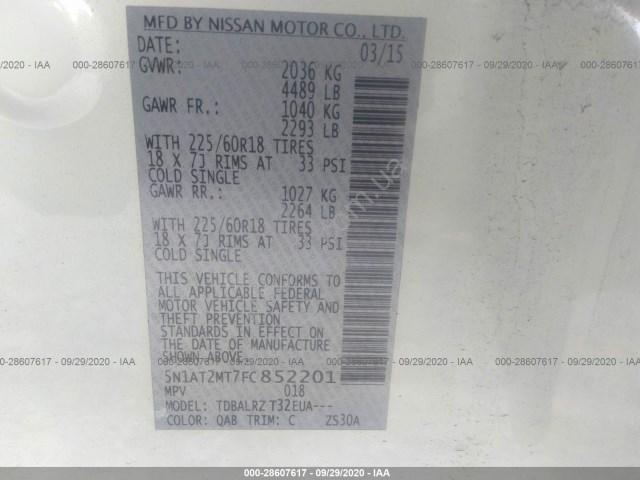 MFD BY NISSAN MOTOR CO., LTD.
DATE: 03/15
GVWR: 2036 KG
4489 LB
GAWR FR.: 1040 KG
2293 LB
WITH 225/60R18 TIRES
18 X 7J RIMS AT 33 PSI
COLD SINGLE
GAWR RR.: 1027 KG
2264 LB
WITH 225/60R18 TIRES
18 X 7J RIMS AT 33 PSI
COLD SINGLE
THIS VEHICLE CONFORMS TO
ALL APPLICABLE FEDERAL
MOTOR VEHICLE SAFETY AND
THEFT PREVENTION
STANDARDS IN EFFECT ON
THE DATE OF MANUFACTURE
SHOWN ABOVE.
5N1AT2MT7FC852201
MPV 018
MODEL: TDBALRZ T32EUA---
COLOR: QAB TRIM: C ZS30A
000-28607617 - 09/29/2020 - IAA